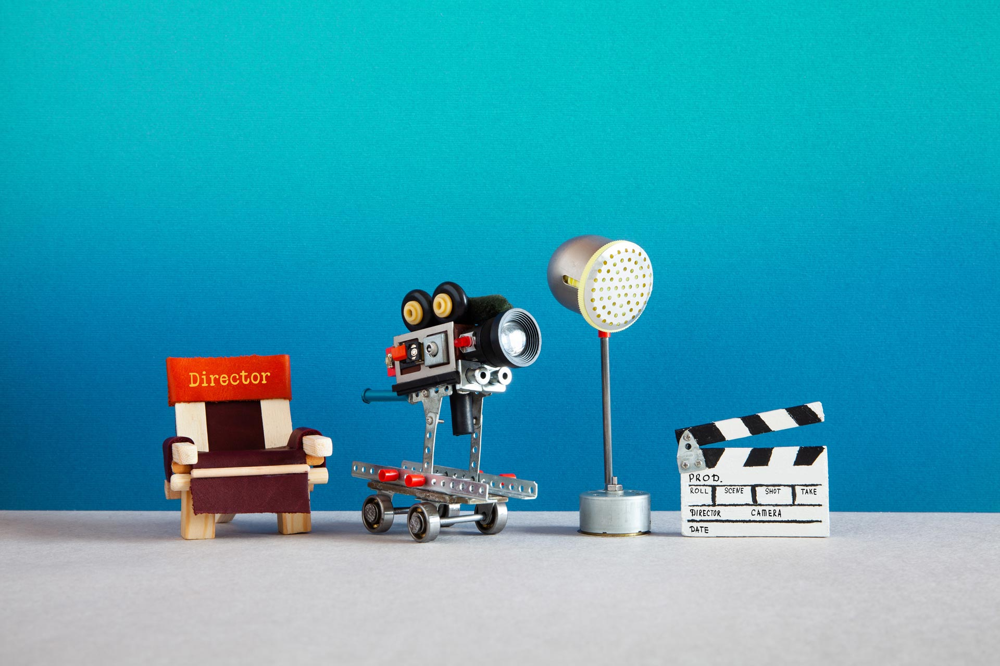 Director
PROD.
ROLL SCENE SHOT TAKE
DIRECTOR CAMERA
DATE